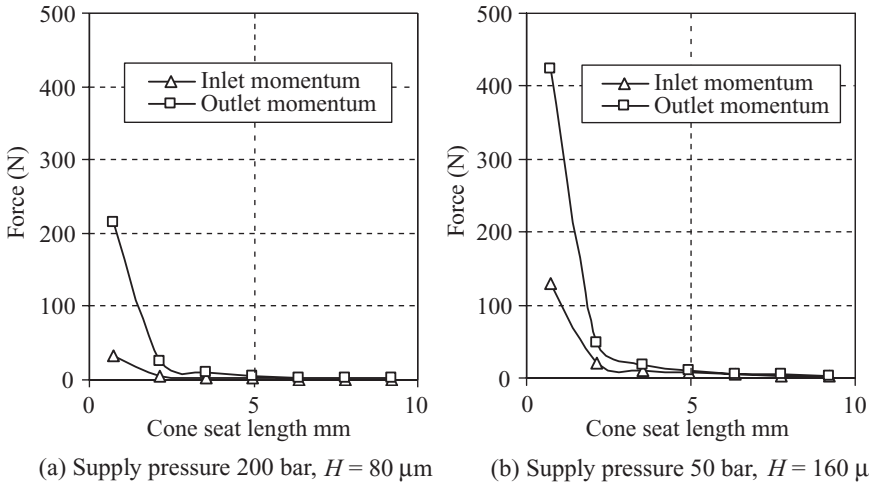 500
400
300
200
100
0
Force (N)
Inlet momentum
Outlet momentum
0
5
10
Cone seat length mm
(a) Supply pressure 200 bar, H = 80 μm
500
400
300
200
100
0
Force (N)
Inlet momentum
Outlet momentum
0
5
10
Cone seat length mm
(b) Supply pressure 50 bar, H = 160 μ